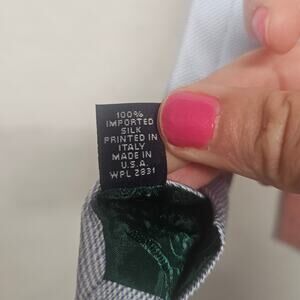 100%
IMPORTED
SILK
PRINTED IN
ITALY
MADE IN
U.S.A.
WPL 2831